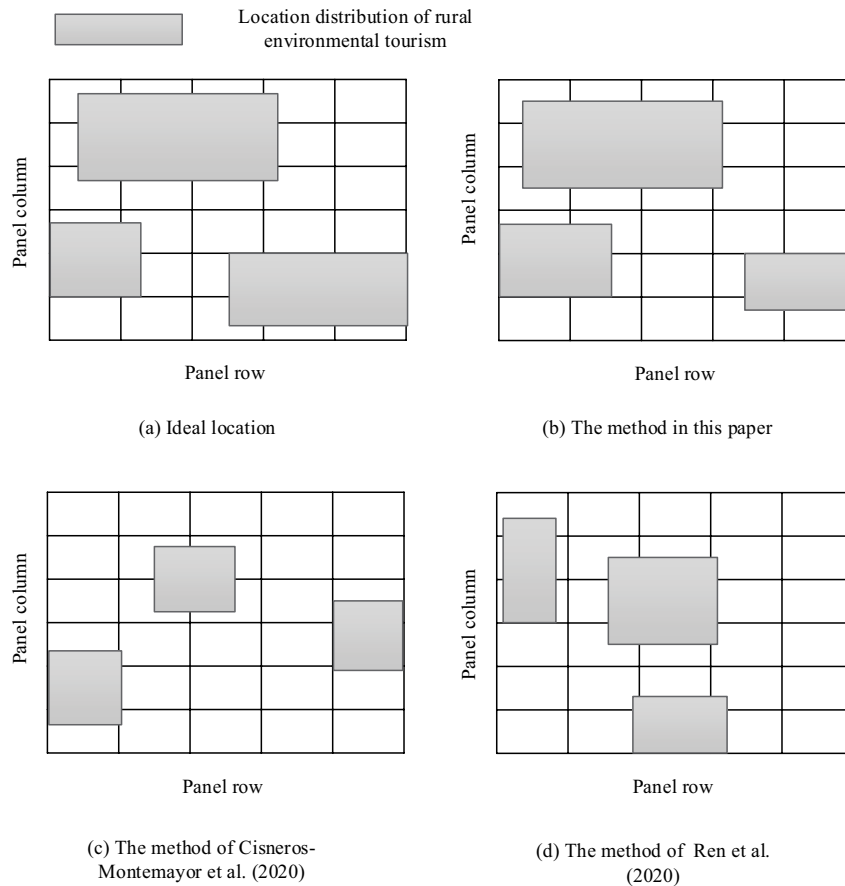 Location distribution of rural
environmental tourism
Panel column
Panel row
(a) Ideal location
Panel column
Panel row
(b) The method in this paper
Panel column
Panel row
(c) The method of Cisneros-
Montemayor et al. (2020)
Panel column
Panel row
(d) The method of Ren et al.
(2020)